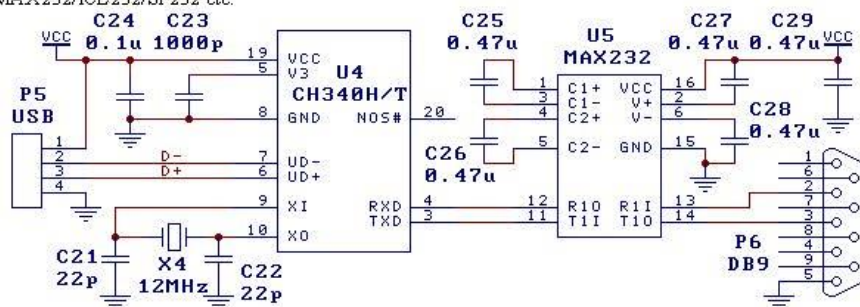 MAX232/ICL232/SP232 etc.
C24 C23
0.1u 1000p
VCC
P5
USB
1
2
3
4
D-
D+
19 VCC
5 V3
8 GND
7 UD-
6 UD+
9 XI
10 XO
U4
CH340H/T
NOS# 20
RXD 4
TXD 3
C21
22p
X4
12MHz
C22
22p
C25
0.47u
C26
0.47u
U5
MAX232
1 C1+
3 C1-
4 C2+
5 C2-
12 R1O
11 T1I
VCC 16
V+ 2
V- 6
GND 15
R1I 13
T1O 14
C27 C29
0.47u 0.47u
VCC
C28
0.47u
P6
DB9
1
6
2
7
3
8
4
9
5